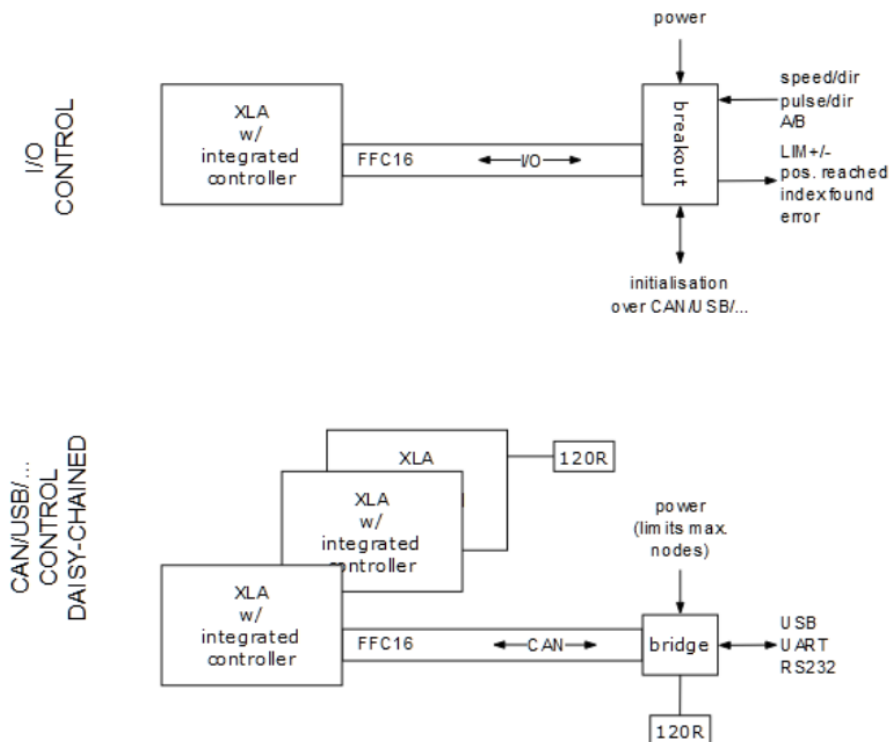 I/O
CONTROL
XLA
w/
integrated
controller
FFC16
I/O
power
breakout
speed/dir
pulse/dir
A/B
LIM+/-
pos. reached
index found
error
initialisation
over CAN/USB/...
CAN/USB/...
CONTROL
DAISY-CHAINED
XLA
120R
XLA
w/
integrated
controller
XLA
w/
integrated
controller
FFC16
CAN
power
(limits max.
nodes)
bridge
USB
UART
RS232
120R